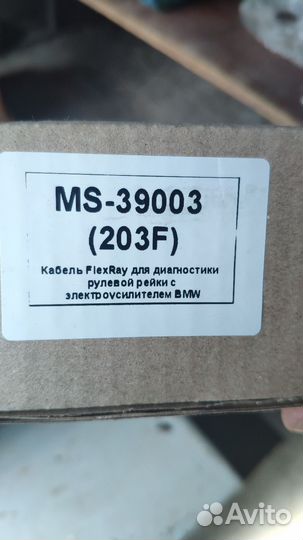 MS-39003
(203F)
Кабель FlexRay для диагностики
рулевой рейки с
электроусилителем BMW
Avito